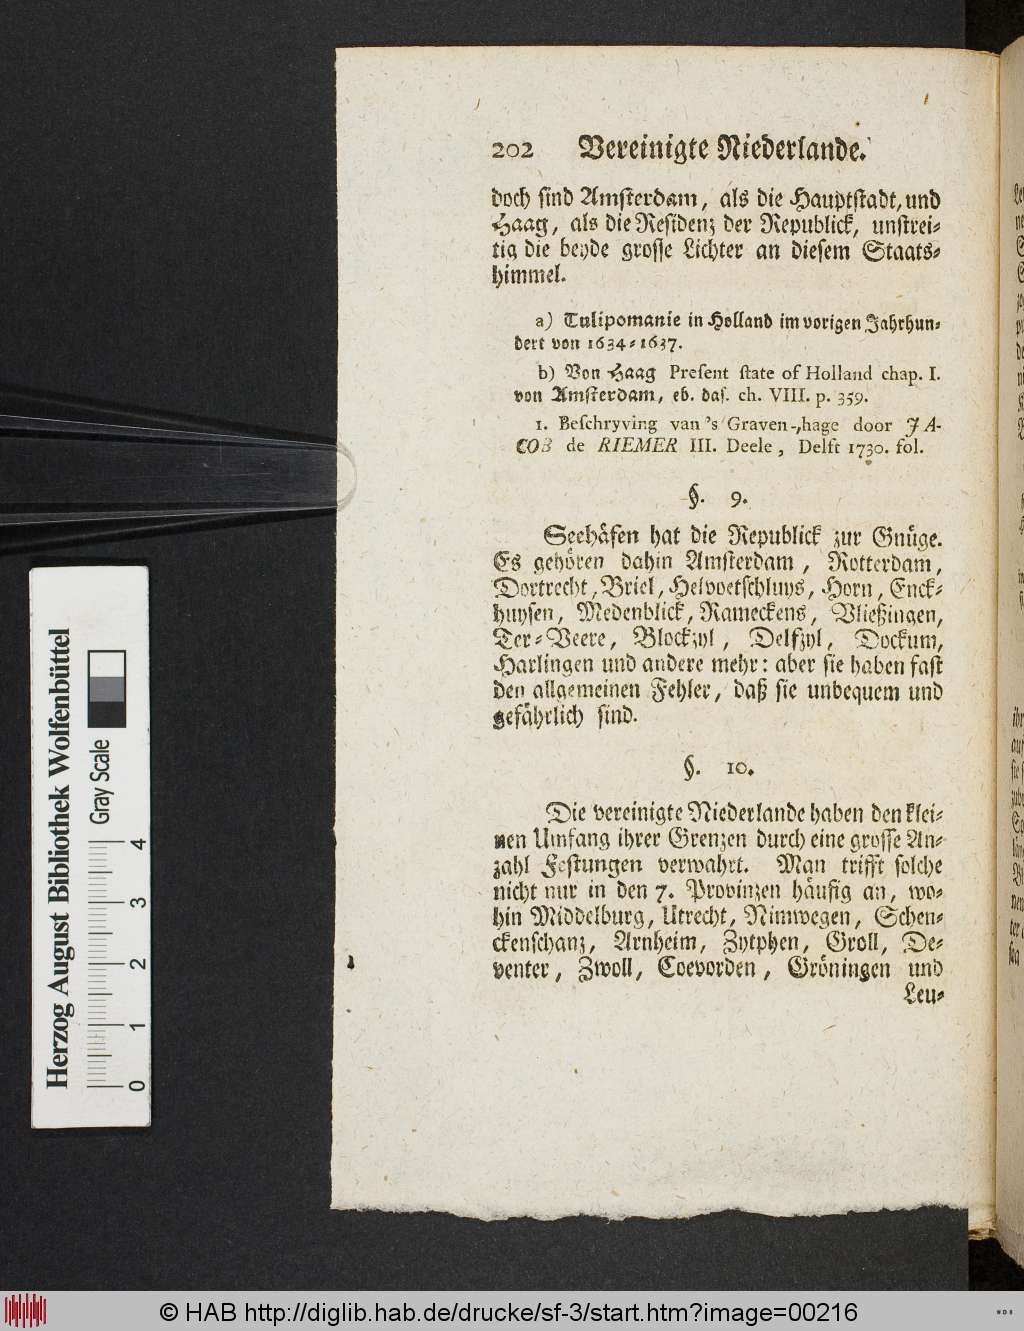 202 Vereinigte Niederlande.
doch sind Amsterdam, als die Hauptstadt, und
Haag, als die Residenz der Republick, unstrei-
tig die beyde grosse Lichter an diesem Staats-
himmel.
a) Tulipomanie in Holland im vorigen Jahrhun-
dert von 1634-1637.
b) Von Haag Present state of Holland chap. I.
von Amsterdam, eb. das. ch. VIII. p. 359.
1. Beschryving van 's Graven-hage door JA-
COB de RIEMER III. Deele, Delft 1730. fol.
§. 9.
Seehäfen hat die Republick zur Gnüge.
Es gehören dahin Amsterdam, Rotterdam,
Dortrecht, Briel, Helvoetschluys, Horn, Enck-
huysen, Medenblick, Rameckens, Vließingen,
Ter-Veere, Blockzyl, Delfzyl, Dockum,
Harlingen und andere mehr: aber sie haben fast
den allgemeinen Fehler, daß sie unbequem und
gefährlich sind.
§. 10.
Die vereinigte Niederlande haben den klei-
nen Umfang ihrer Grenzen durch eine grosse An-
zahl Festungen verwahrt. Man trifft solche
nicht nur in den 7. Provinzen häufig an, wo-
hin Middelburg, Utrecht, Nimwegen, Schen-
ckenschanz, Arnheim, Zytphen, Groll, De-
venter, Zwoll, Coevorden, Gröningen und
Leu-
Herzog August Bibliothek Wolfenbüttel
Gray Scale
0 1 2 3 4
© HAB http://diglib.hab.de/drucke/sf-3/start.htm?image=00216